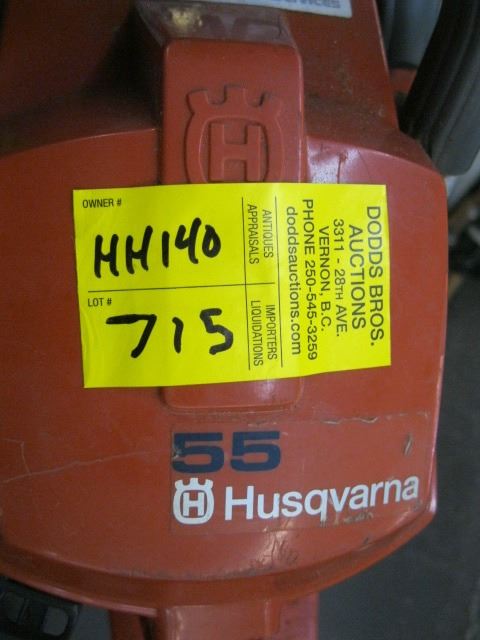 SERVICES
H
OWNER #
HH140
LOT #
715
ANTIQUES
APPRAISALS
IMPORTERS
LIQUIDATIONS
DODDS BROS.
AUCTIONS
3311 - 28TH AVE.
VERNON, B.C.
PHONE 250-545-3259
doddsauctions.com
55
H Husqvarna